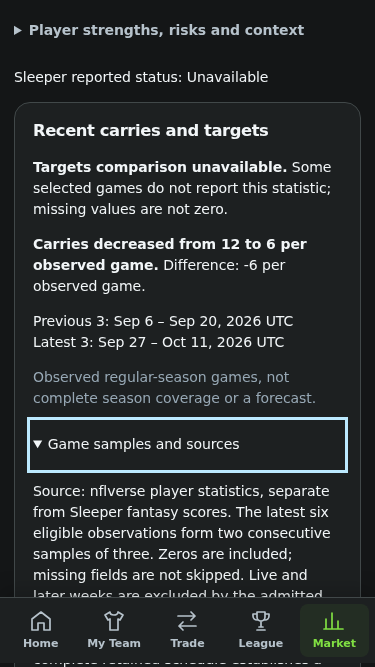 Player strengths, risks and context
Sleeper reported status: Unavailable
Recent carries and targets
Targets comparison unavailable. Some
selected games do not report this statistic;
missing values are not zero.
Carries decreased from 12 to 6 per
observed game. Difference: -6 per
observed game.
Previous 3: Sep 6 – Sep 20, 2026 UTC
Latest 3: Sep 27 – Oct 11, 2026 UTC
Observed regular-season games, not
complete season coverage or a forecast.
Game samples and sources
Source: nflverse player statistics, separate
from Sleeper fantasy scores. The latest six
eligible observations form two consecutive
samples of three. Zeros are included;
missing fields are not skipped. Live and
later weeks are excluded by the admitted
Home My Team Trade League Market